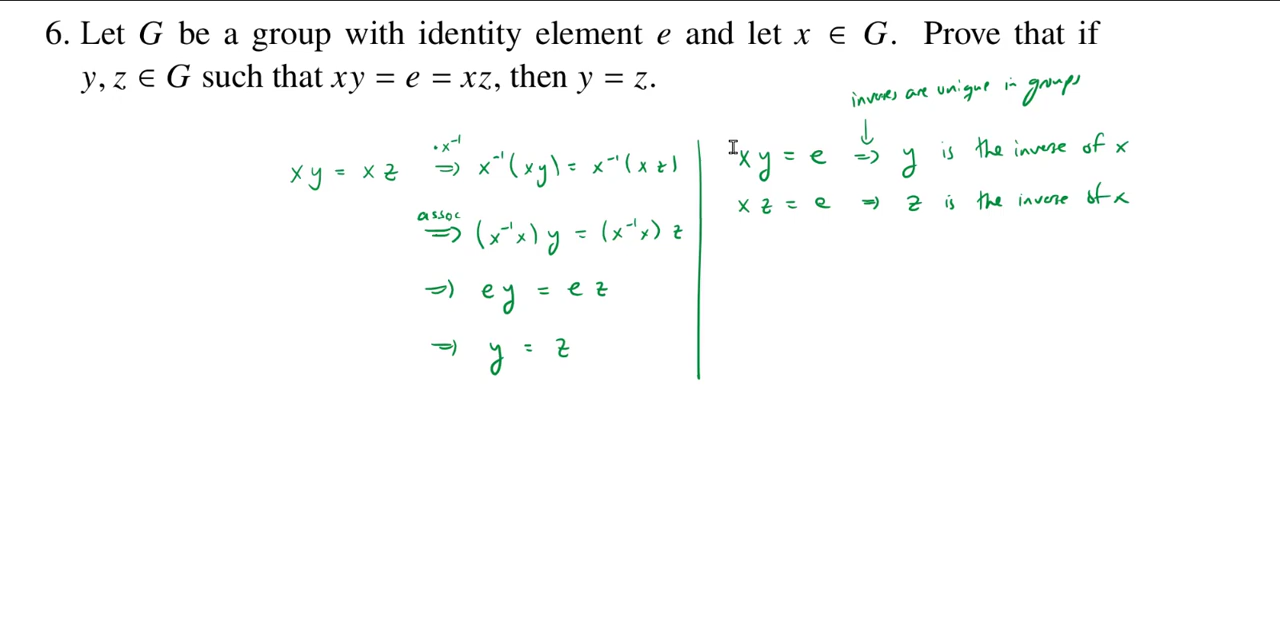 6. Let G be a group with identity element e and let x ∈ G. Prove that if
y, z ∈ G such that xy = e = xz, then y = z.
xy = xz ⇒ x⁻¹(xy) = x⁻¹(xz)
·x⁻¹
assoc
⇒ (x⁻¹x) y = (x⁻¹x) z
⇒ ey = ez
⇒ y = z
inverses are unique in groups
↓
xy = e ⇒ y is the inverse of x
xz = e ⇒ z is the inverse of x